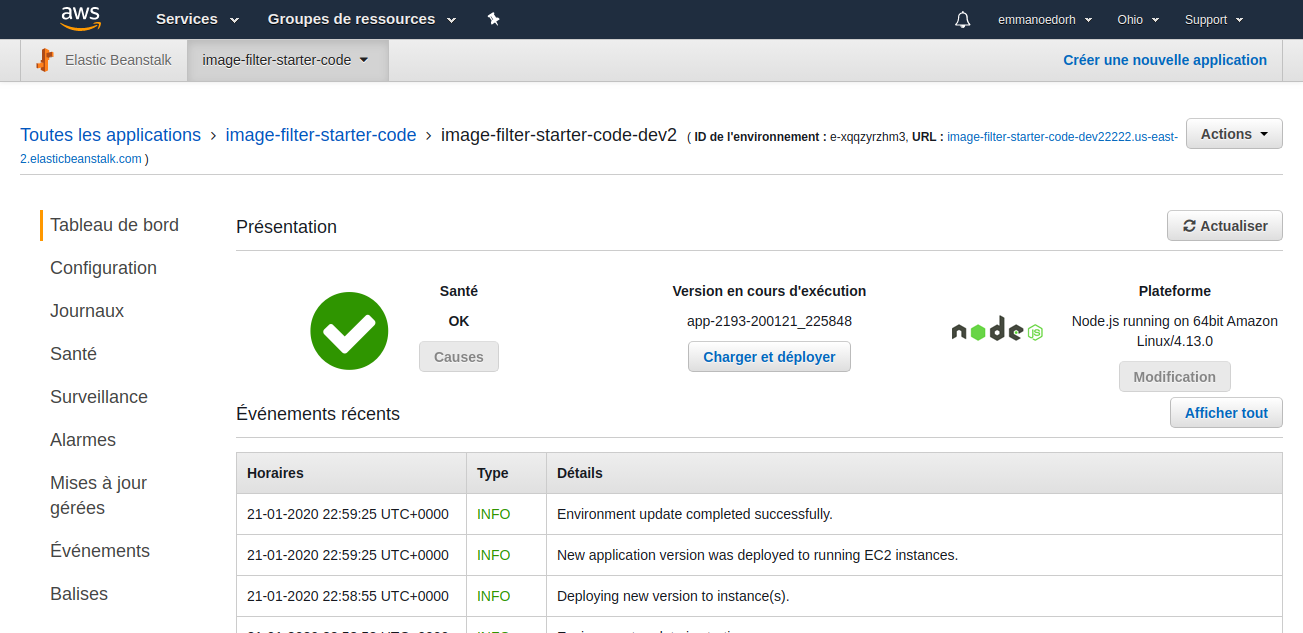 aws Services Groupes de ressources emmanoedorh Ohio Support
Elastic Beanstalk image-filter-starter-code Créer une nouvelle application
Toutes les applications › image-filter-starter-code › image-filter-starter-code-dev2 ( ID de l'environnement : e-xqqzyrzhm3, URL : image-filter-starter-code-dev22222.us-east-
2.elasticbeanstalk.com )
Actions
Tableau de bord
Configuration
Journaux
Santé
Surveillance
Alarmes
Mises à jour
gérées
Événements
Balises
Présentation
Actualiser
Santé
OK
Causes
Version en cours d'exécution
app-2193-200121_225848
Charger et déployer
node
JS
Plateforme
Node.js running on 64bit Amazon
Linux/4.13.0
Modification
Événements récents
Afficher tout
Horaires Type Détails
21-01-2020 22:59:25 UTC+0000 INFO Environment update completed successfully.
21-01-2020 22:59:25 UTC+0000 INFO New application version was deployed to running EC2 instances.
21-01-2020 22:58:55 UTC+0000 INFO Deploying new version to instance(s).